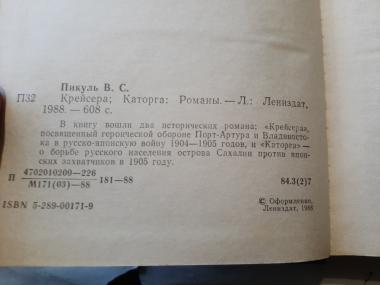 Пикуль В. С.
П32 Крейсера; Каторга: Романы. — Л.: Лениздат,
1988. — 608 с.
В книгу вошли два исторических романа: «Крейсера»,
посвященный героической обороне Порт-Артура и Владивосто-
ка в русско-японскую войну 1904—1905 годов, и «Каторга» —
о борьбе русского населения острова Сахалин против япон-
ских захватчиков в 1905 году.
П 4702010209—226 181—88 84.3(2)7
М171(03)—88
ISBN 5-289-00171-9
© Оформление,
Лениздат, 1988